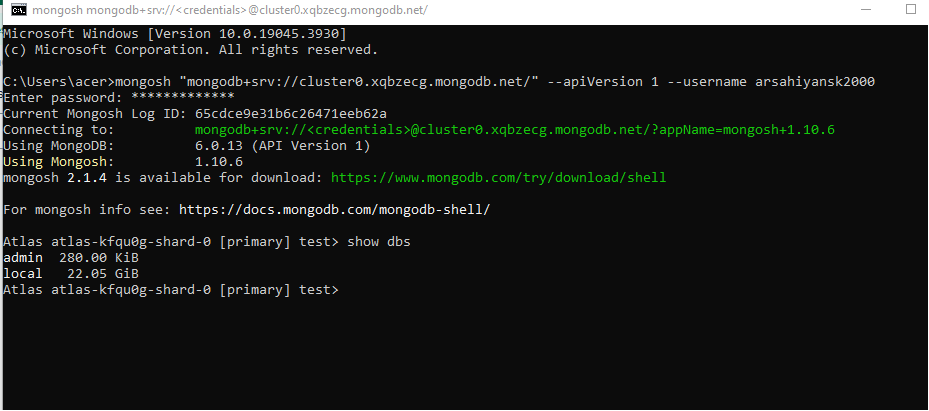 mongosh mongodb+srv://<credentials>@cluster0.xqbzecg.mongodb.net/
Microsoft Windows [Version 10.0.19045.3930]
(c) Microsoft Corporation. All rights reserved.
C:\Users\acer>mongosh "mongodb+srv://cluster0.xqbzecg.mongodb.net/" --apiVersion 1 --username arsahiyansk2000
Enter password: *************
Current Mongosh Log ID: 65cdce9e31b6c26471eeb62a
Connecting to:          mongodb+srv://<credentials>@cluster0.xqbzecg.mongodb.net/?appName=mongosh+1.10.6
Using MongoDB:          6.0.13 (API Version 1)
Using Mongosh:          1.10.6
mongosh 2.1.4 is available for download: https://www.mongodb.com/try/download/shell
For mongosh info see: https://docs.mongodb.com/mongodb-shell/
Atlas atlas-kfqu0g-shard-0 [primary] test> show dbs
admin  280.00 KiB
local   22.05 GiB
Atlas atlas-kfqu0g-shard-0 [primary] test>